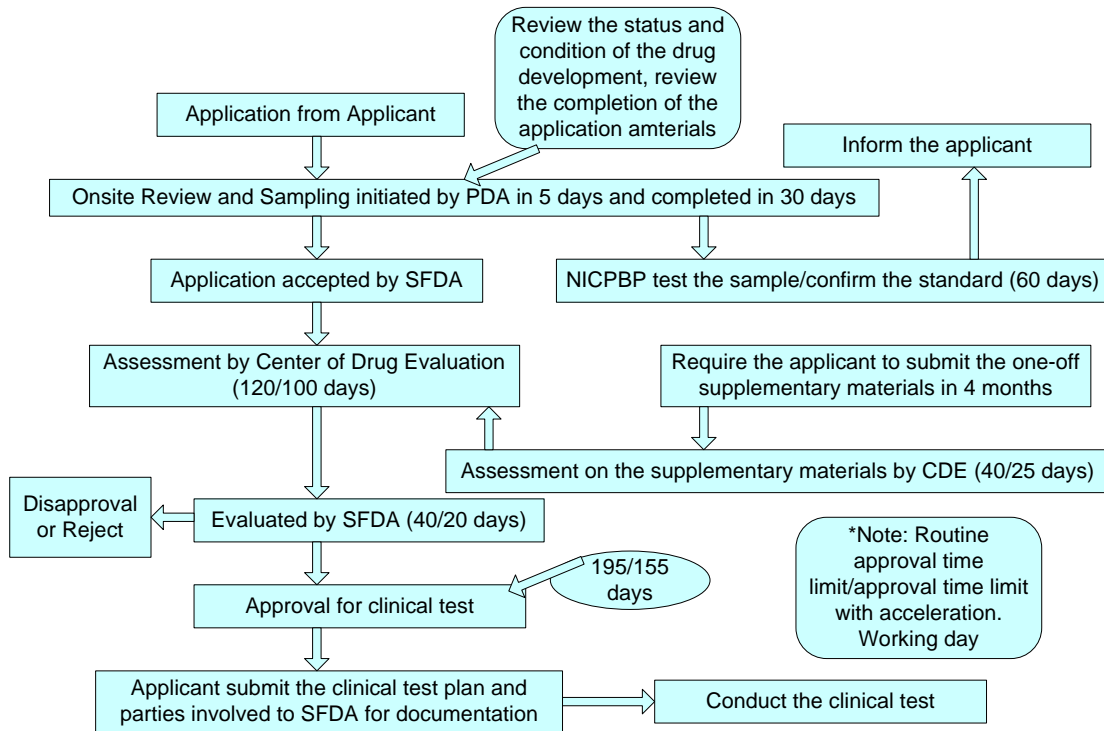 Review the status and
condition of the drug
development, review
the completion of the
application amterials
Application from Applicant
Inform the applicant
Onsite Review and Sampling initiated by PDA in 5 days and completed in 30 days
Application accepted by SFDA
NICPBP test the sample/confirm the standard (60 days)
Assessment by Center of Drug Evaluation
(120/100 days)
Require the applicant to submit the one-off
supplementary materials in 4 months
Assessment on the supplementary materials by CDE (40/25 days)
Disapproval
or Reject
Evaluated by SFDA (40/20 days)
*Note: Routine
approval time
limit/approval time limit
with acceleration.
Working day
195/155
days
Approval for clinical test
Applicant submit the clinical test plan and
parties involved to SFDA for documentation
Conduct the clinical test